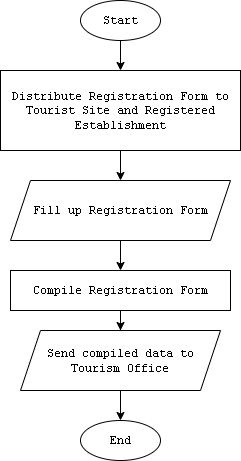 Start
Distribute Registration Form to
Tourist Site and Registered
Establishment
Fill up Registration Form
Compile Registration Form
Send compiled data to
Tourism Office
End